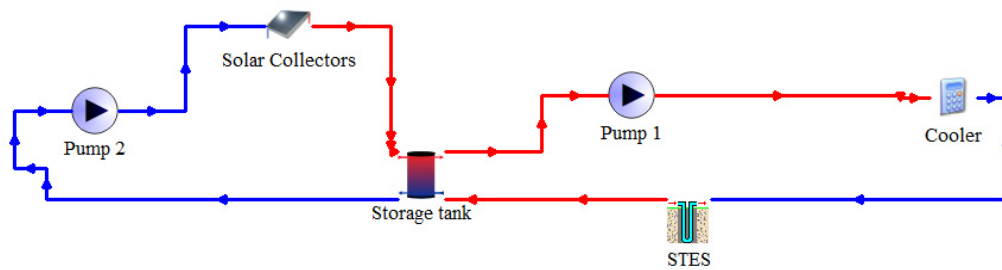 Solar Collectors
Pump 2
Pump 1
Cooler
Storage tank
STES